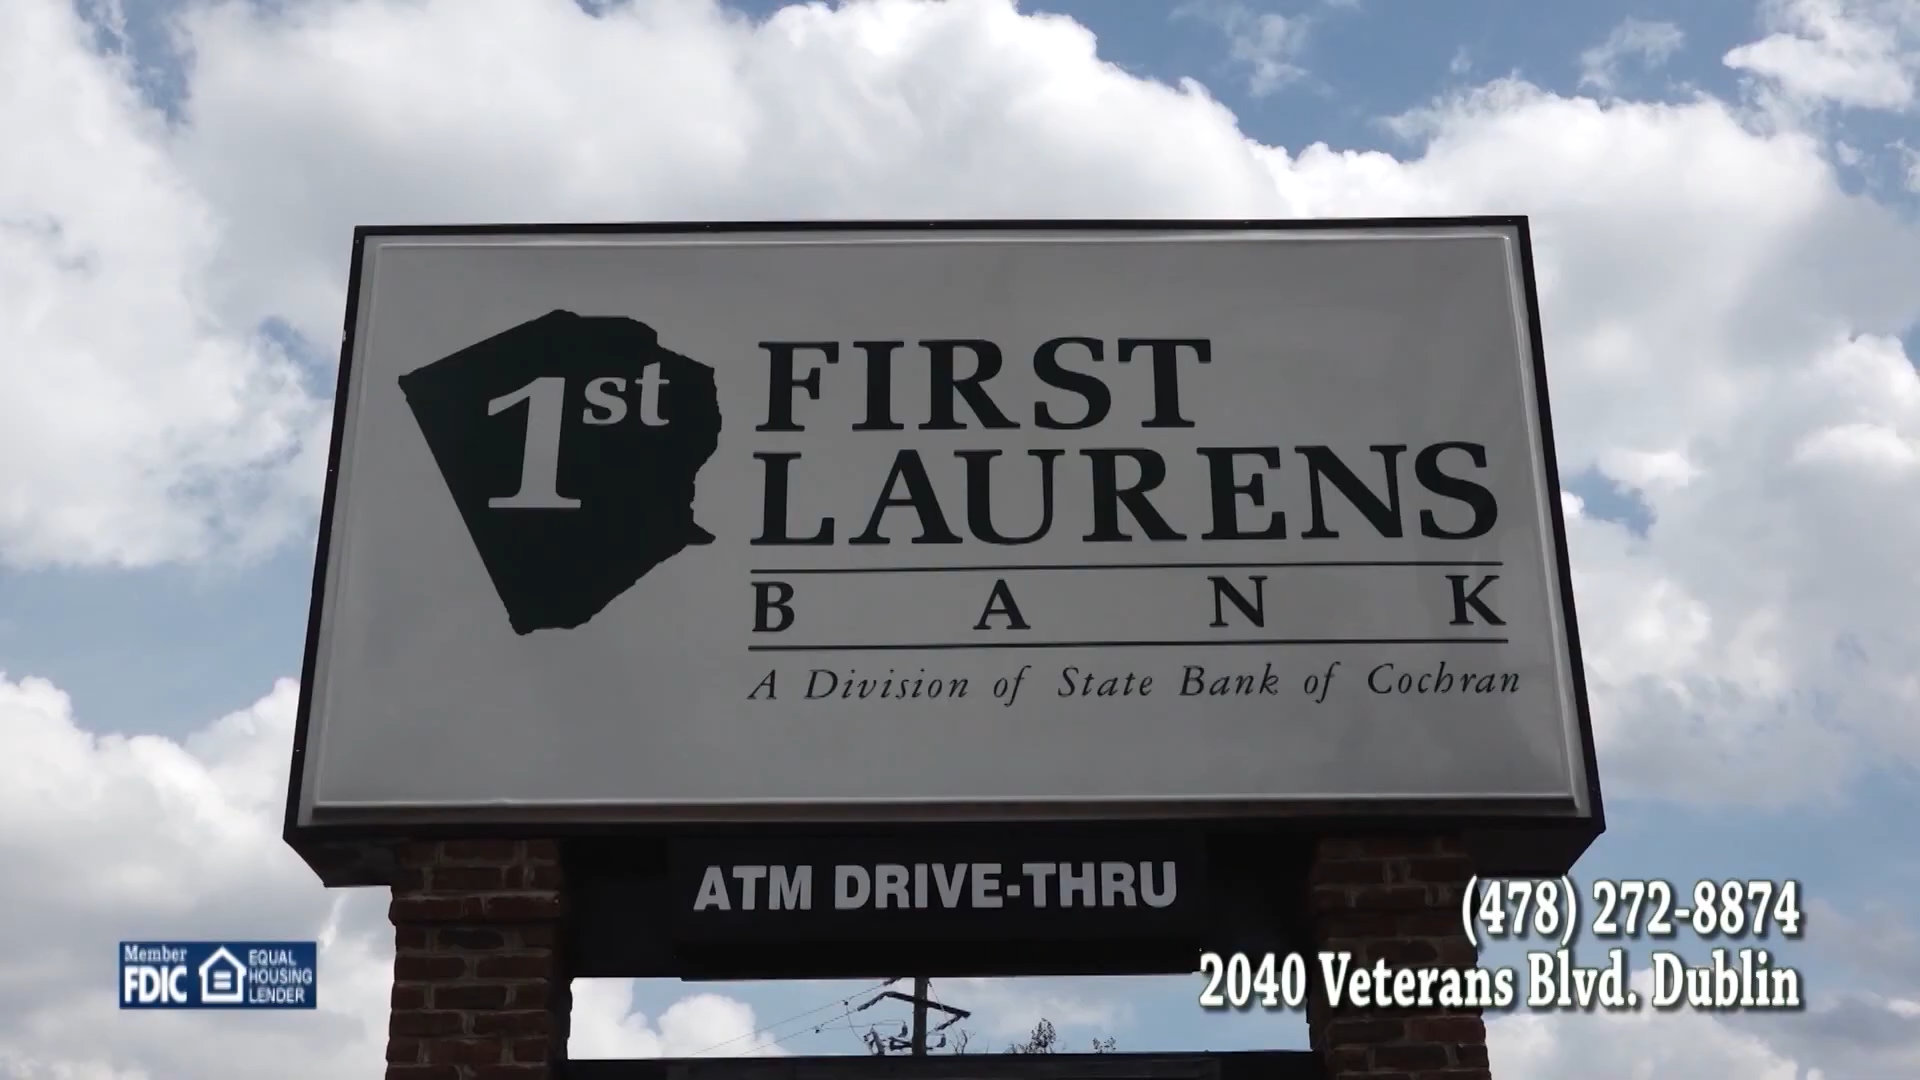 1st
FIRST
LAURENS
BANK
A Division of State Bank of Cochran
ATM DRIVE-THRU
(478) 272-8874
2040 Veterans Blvd. Dublin
Member
FDIC
EQUAL
HOUSING
LENDER